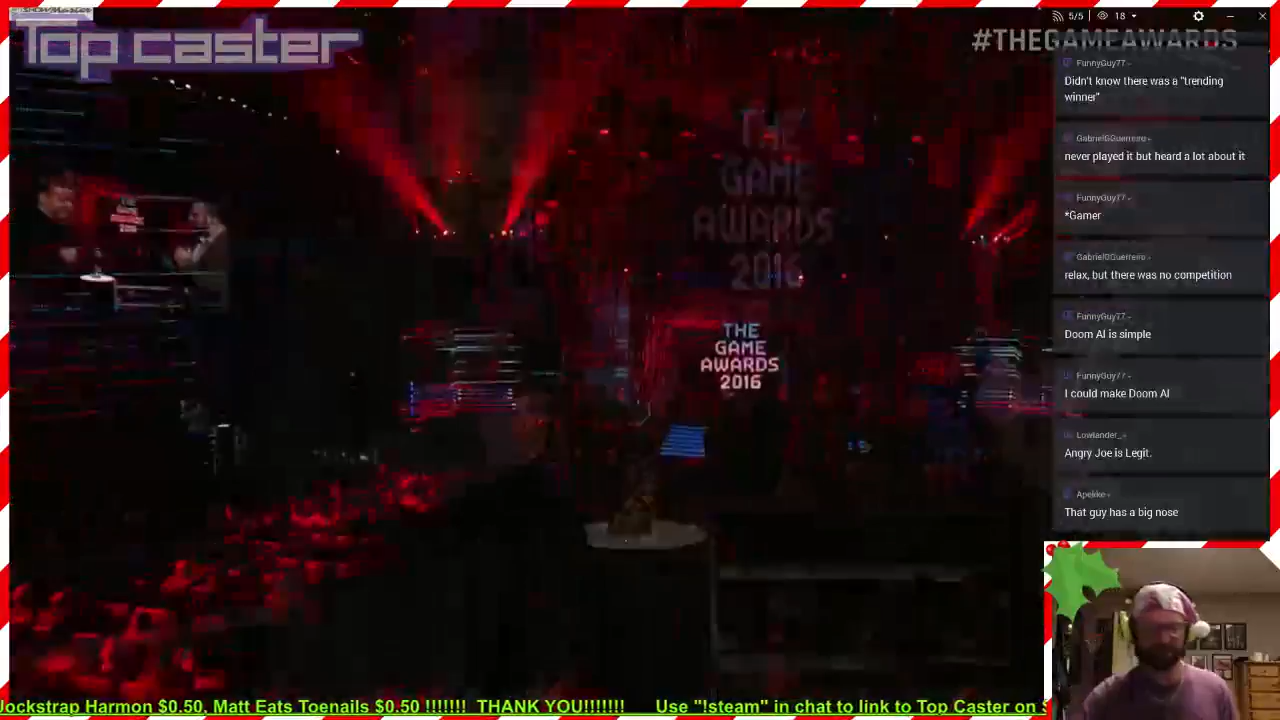 Top caster
#THEGAMEAWARDS
5/5
18
FunnyGuy77
Didn't know there was a "trending
winner"
GabrielGGuerreiro
never played it but heard a lot about it
FunnyGuy77
*Gamer
GabrielGGuerreiro
relax, but there was no competition
FunnyGuy77
Doom AI is simple
FunnyGuy77
I could make Doom AI
Lowlander_
Angry Joe is Legit.
Apekke
That guy has a big nose
THE
GAME
AWARDS
2016
THE
GAME
AWARDS
2016
Jockstrap Harmon $0.50, Matt Eats Toenails $0.50 !!!!!!! THANK YOU!!!!!!! Use "!steam" in chat to link to Top Caster on